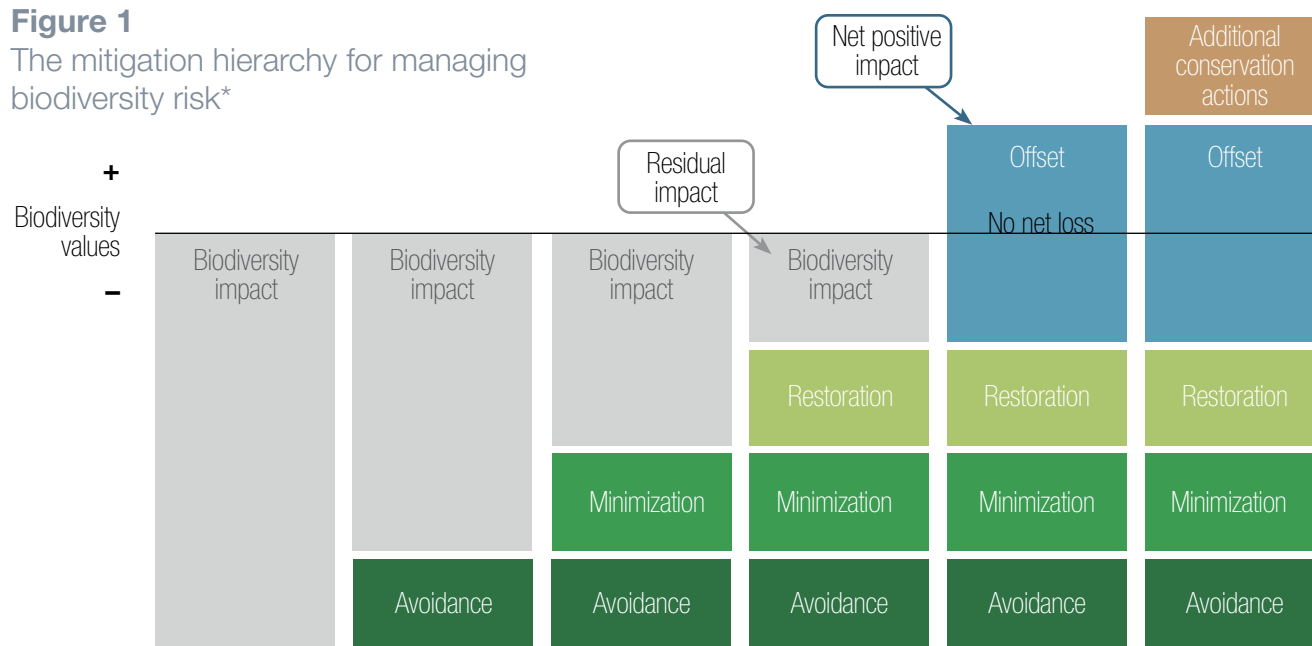 Figure 1
The mitigation hierarchy for managing
biodiversity risk*
Net positive
impact
Additional
conservation
actions
Residual
impact
+
Biodiversity
values
–
Offset
Offset
No net loss
Biodiversity
impact
Biodiversity
impact
Biodiversity
impact
Biodiversity
impact
Restoration
Restoration
Restoration
Minimization
Minimization
Minimization
Minimization
Avoidance
Avoidance
Avoidance
Avoidance
Avoidance